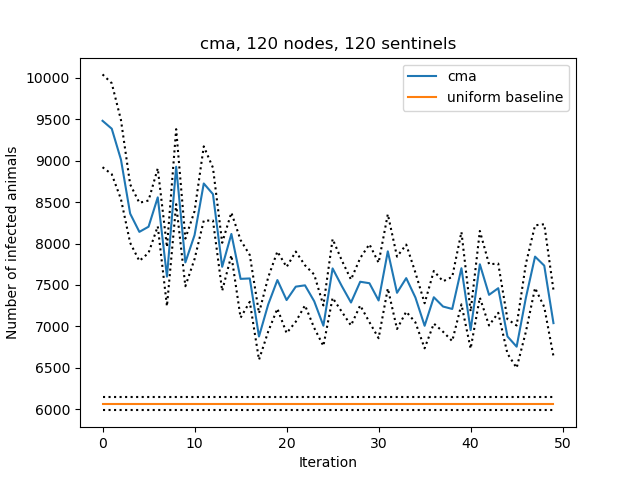 cma, 120 nodes, 120 sentinels
cma
uniform baseline
Number of infected animals
10000
9500
9000
8500
8000
7500
7000
6500
6000
0 10 20 30 40 50
Iteration